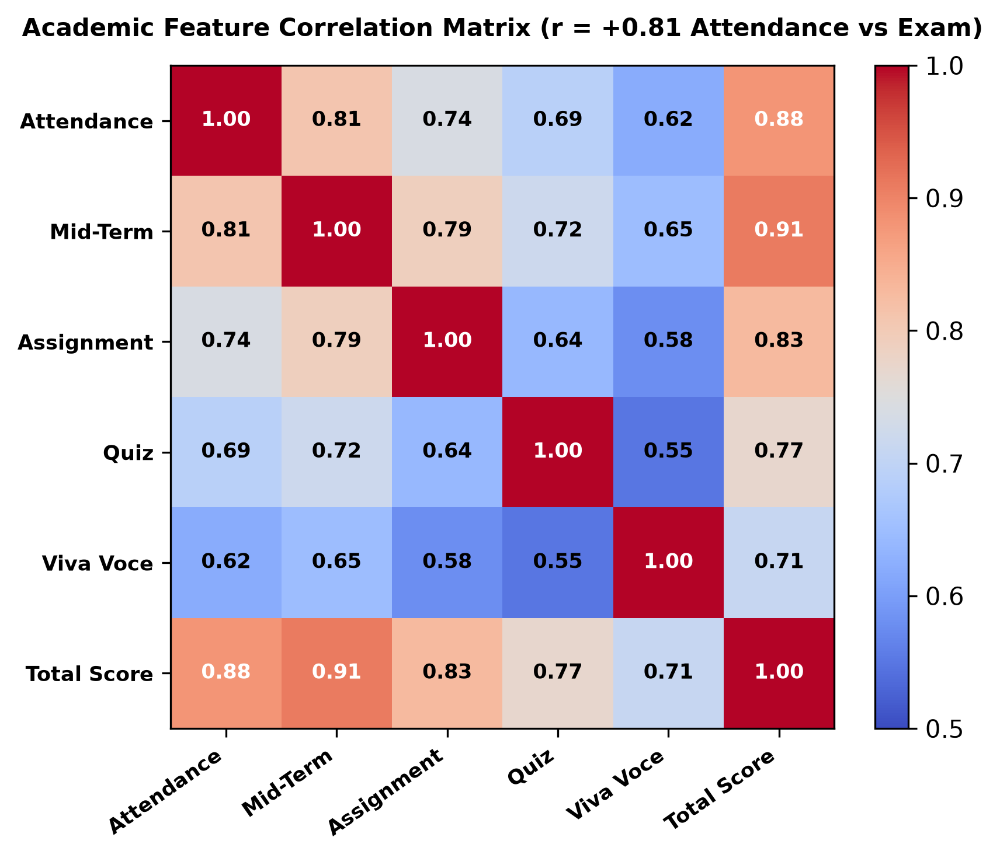 Academic Feature Correlation Matrix (r = +0.81 Attendance vs Exam)
Attendance 1.00 0.81 0.74 0.69 0.62 0.88
Mid-Term 0.81 1.00 0.79 0.72 0.65 0.91
Assignment 0.74 0.79 1.00 0.64 0.58 0.83
Quiz 0.69 0.72 0.64 1.00 0.55 0.77
Viva Voce 0.62 0.65 0.58 0.55 1.00 0.71
Total Score 0.88 0.91 0.83 0.77 0.71 1.00
Attendance Mid-Term Assignment Quiz Viva Voce Total Score
1.0
0.9
0.8
0.7
0.6
0.5